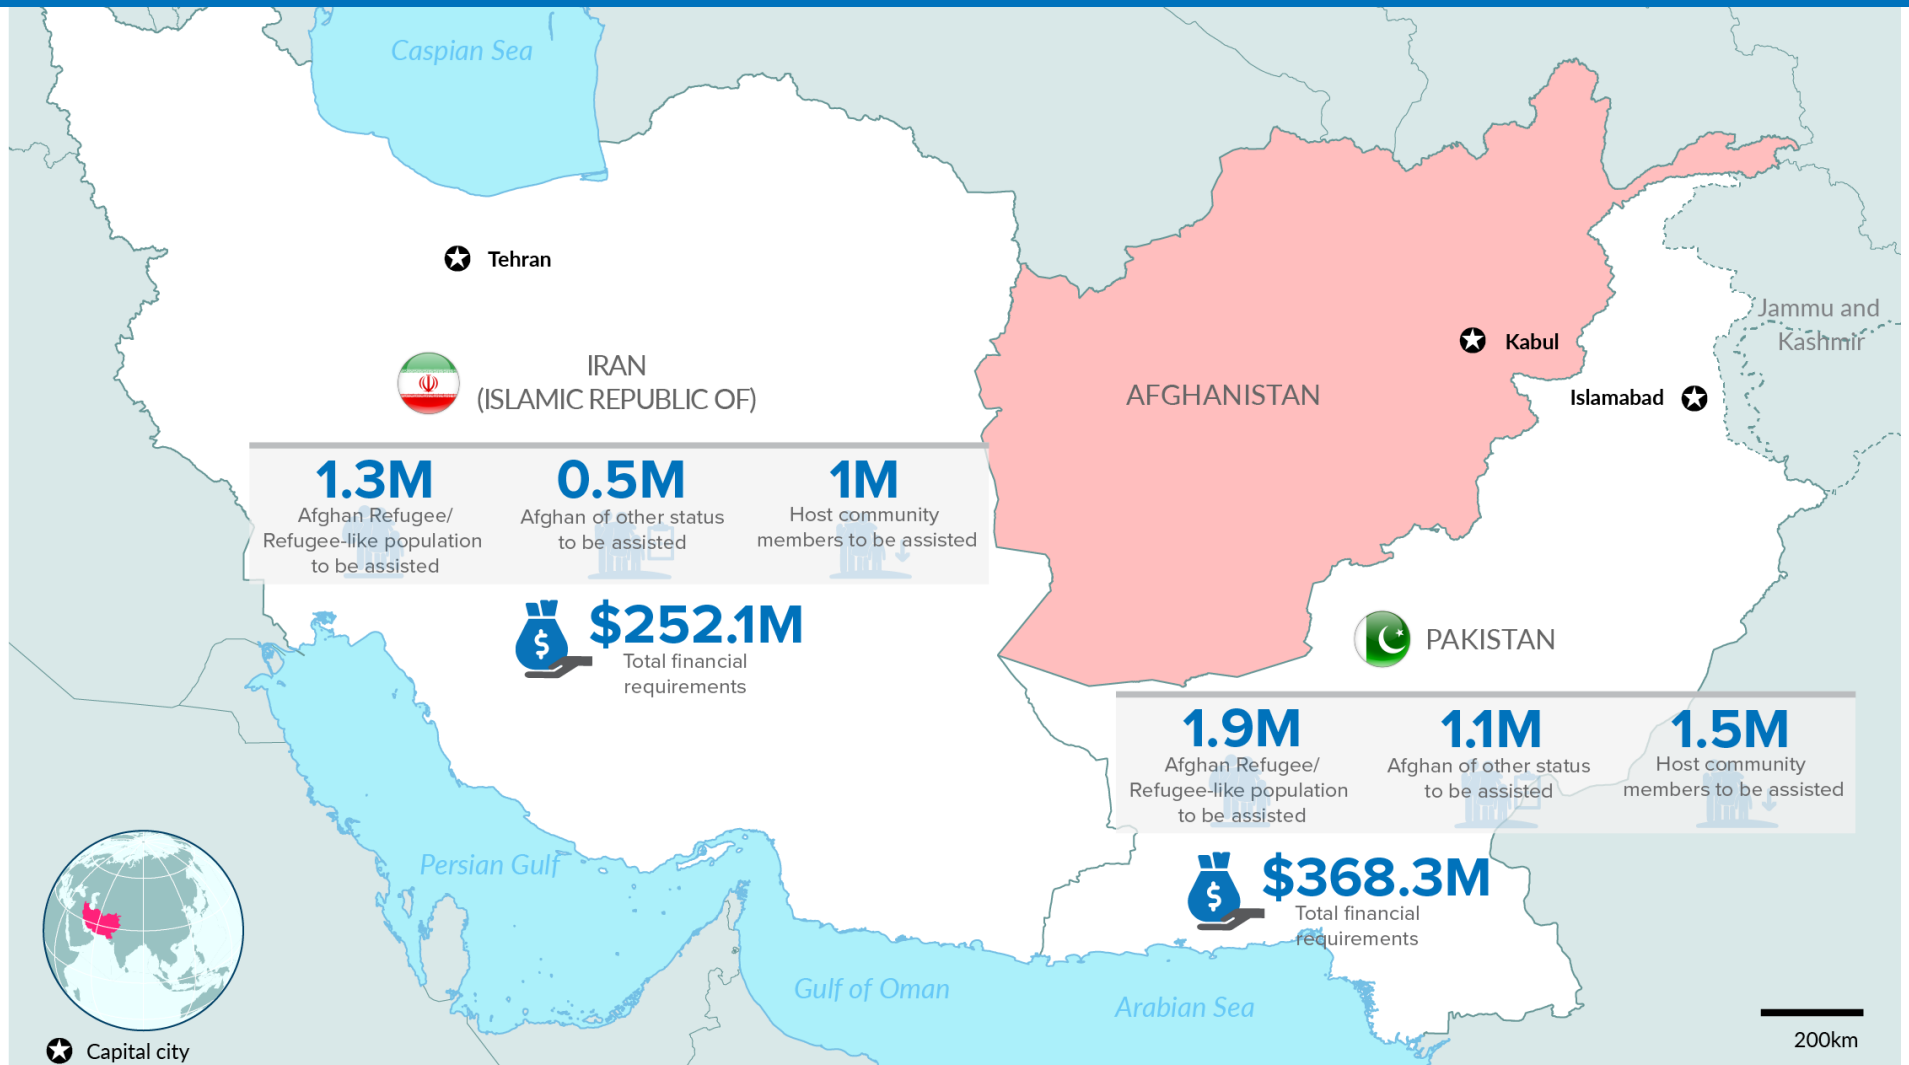 Caspian Sea
Tehran
IRAN
(ISLAMIC REPUBLIC OF)
1.3M
Afghan Refugee/
Refugee-like population
to be assisted
0.5M
Afghan of other status
to be assisted
1M
Host community
members to be assisted
$
$252.1M
Total financial
requirements
AFGHANISTAN
Kabul
Islamabad
Jammu and
Kashmir
PAKISTAN
1.9M
Afghan Refugee/
Refugee-like population
to be assisted
1.1M
Afghan of other status
to be assisted
1.5M
Host community
members to be assisted
$
$368.3M
Total financial
requirements
Persian Gulf
Gulf of Oman
Arabian Sea
Capital city
200km